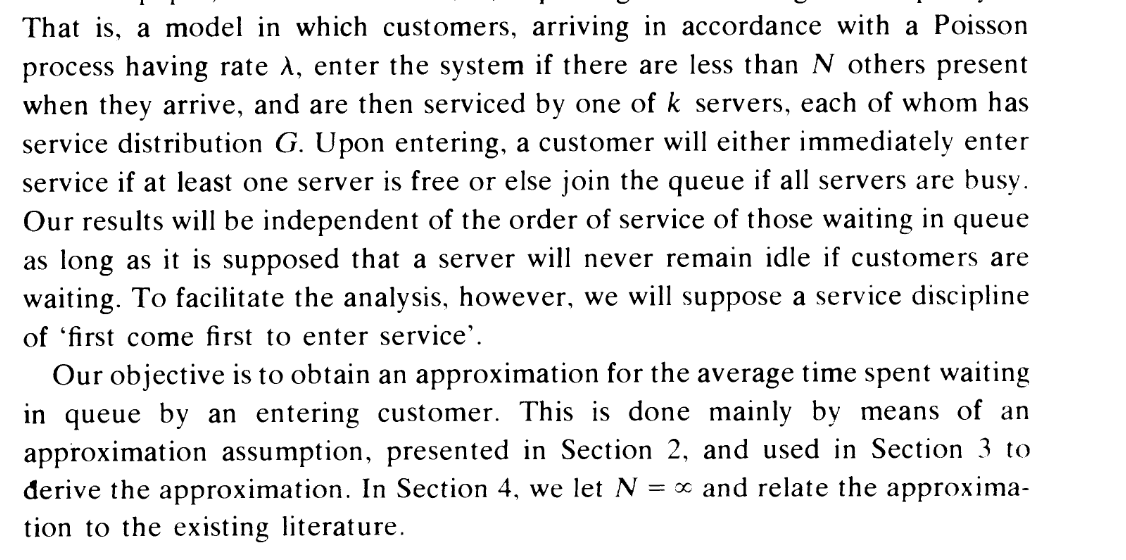 That is, a model in which customers, arriving in accordance with a Poisson
process having rate λ, enter the system if there are less than N others present
when they arrive, and are then serviced by one of k servers, each of whom has
service distribution G. Upon entering, a customer will either immediately enter
service if at least one server is free or else join the queue if all servers are busy.
Our results will be independent of the order of service of those waiting in queue
as long as it is supposed that a server will never remain idle if customers are
waiting. To facilitate the analysis, however, we will suppose a service discipline
of ‘first come first to enter service’.
Our objective is to obtain an approximation for the average time spent waiting
in queue by an entering customer. This is done mainly by means of an
approximation assumption, presented in Section 2, and used in Section 3 to
derive the approximation. In Section 4, we let N = ∞ and relate the approxima-
tion to the existing literature.